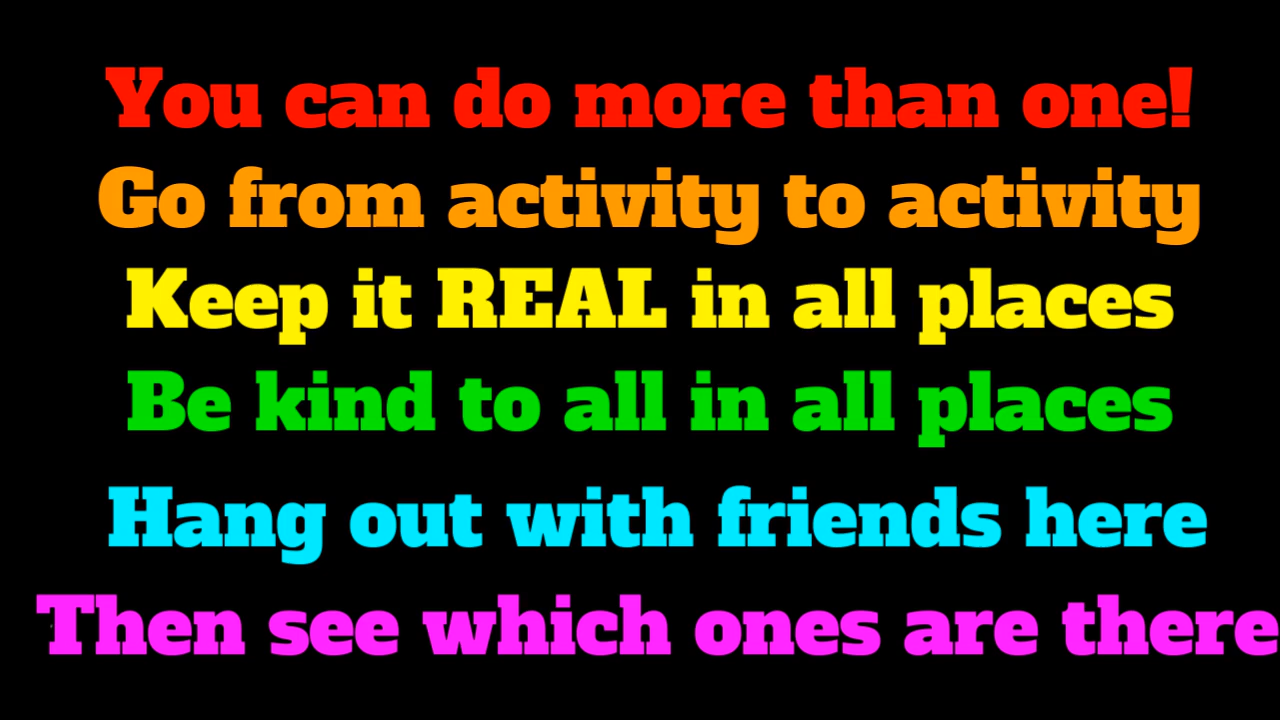 You can do more than one!
Go from activity to activity
Keep it REAL in all places
Be kind to all in all places
Hang out with friends here
Then see which ones are there